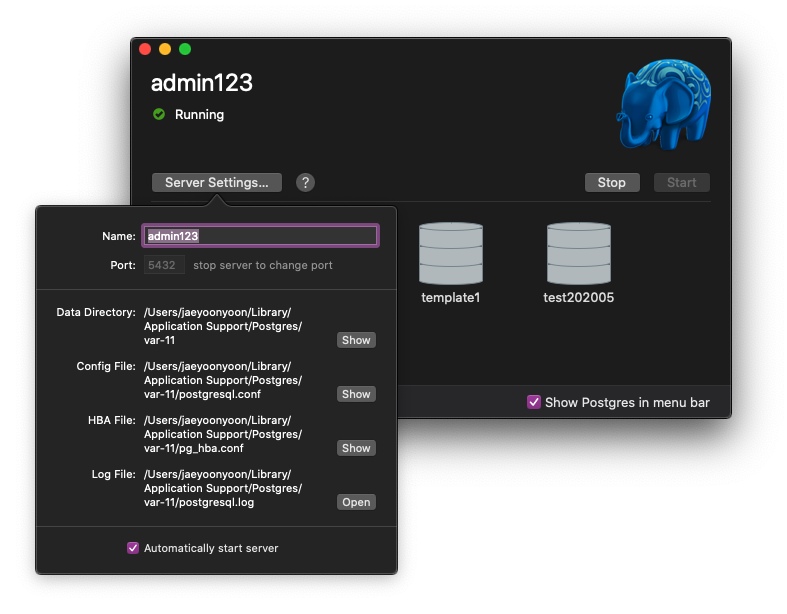 admin123
Running
Server Settings...
?
Stop
Start
Name: admin123
Port: 5432 stop server to change port
Data Directory: /Users/jaeyoonyoon/Library/
Application Support/Postgres/
var-11
Show
Config File: /Users/jaeyoonyoon/Library/
Application Support/Postgres/
var-11/postgresql.conf
Show
HBA File: /Users/jaeyoonyoon/Library/
Application Support/Postgres/
var-11/pg_hba.conf
Show
Log File: /Users/jaeyoonyoon/Library/
Application Support/Postgres/
var-11/postgresql.log
Open
Automatically start server
template1
test202005
Show Postgres in menu bar